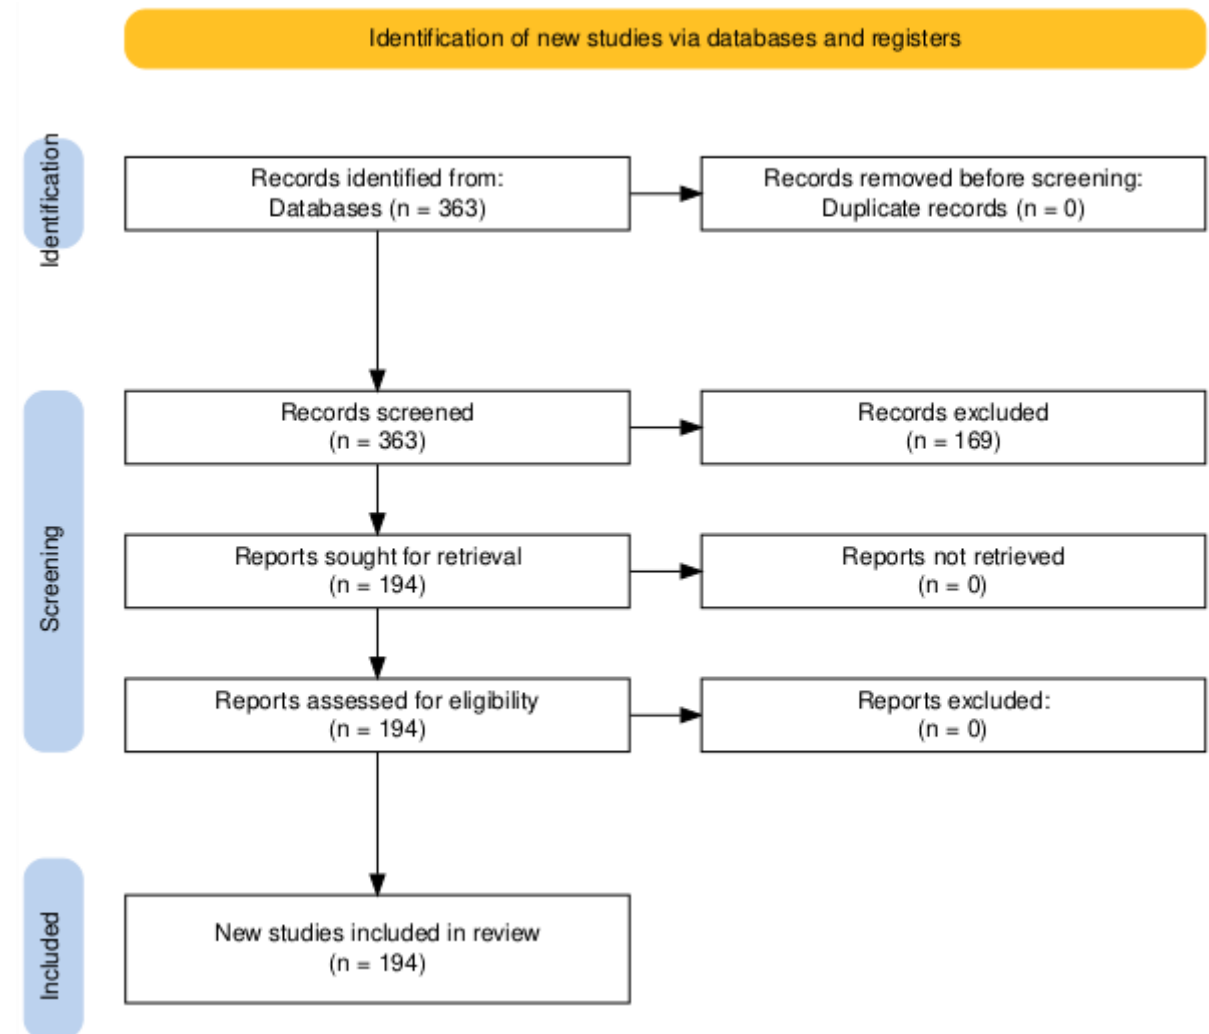 Identification of new studies via databases and registers
Identification
Records identified from:
Databases (n = 363)
Records removed before screening:
Duplicate records (n = 0)
Screening
Records screened
(n = 363)
Records excluded
(n = 169)
Reports sought for retrieval
(n = 194)
Reports not retrieved
(n = 0)
Reports assessed for eligibility
(n = 194)
Reports excluded:
(n = 0)
Included
New studies included in review
(n = 194)